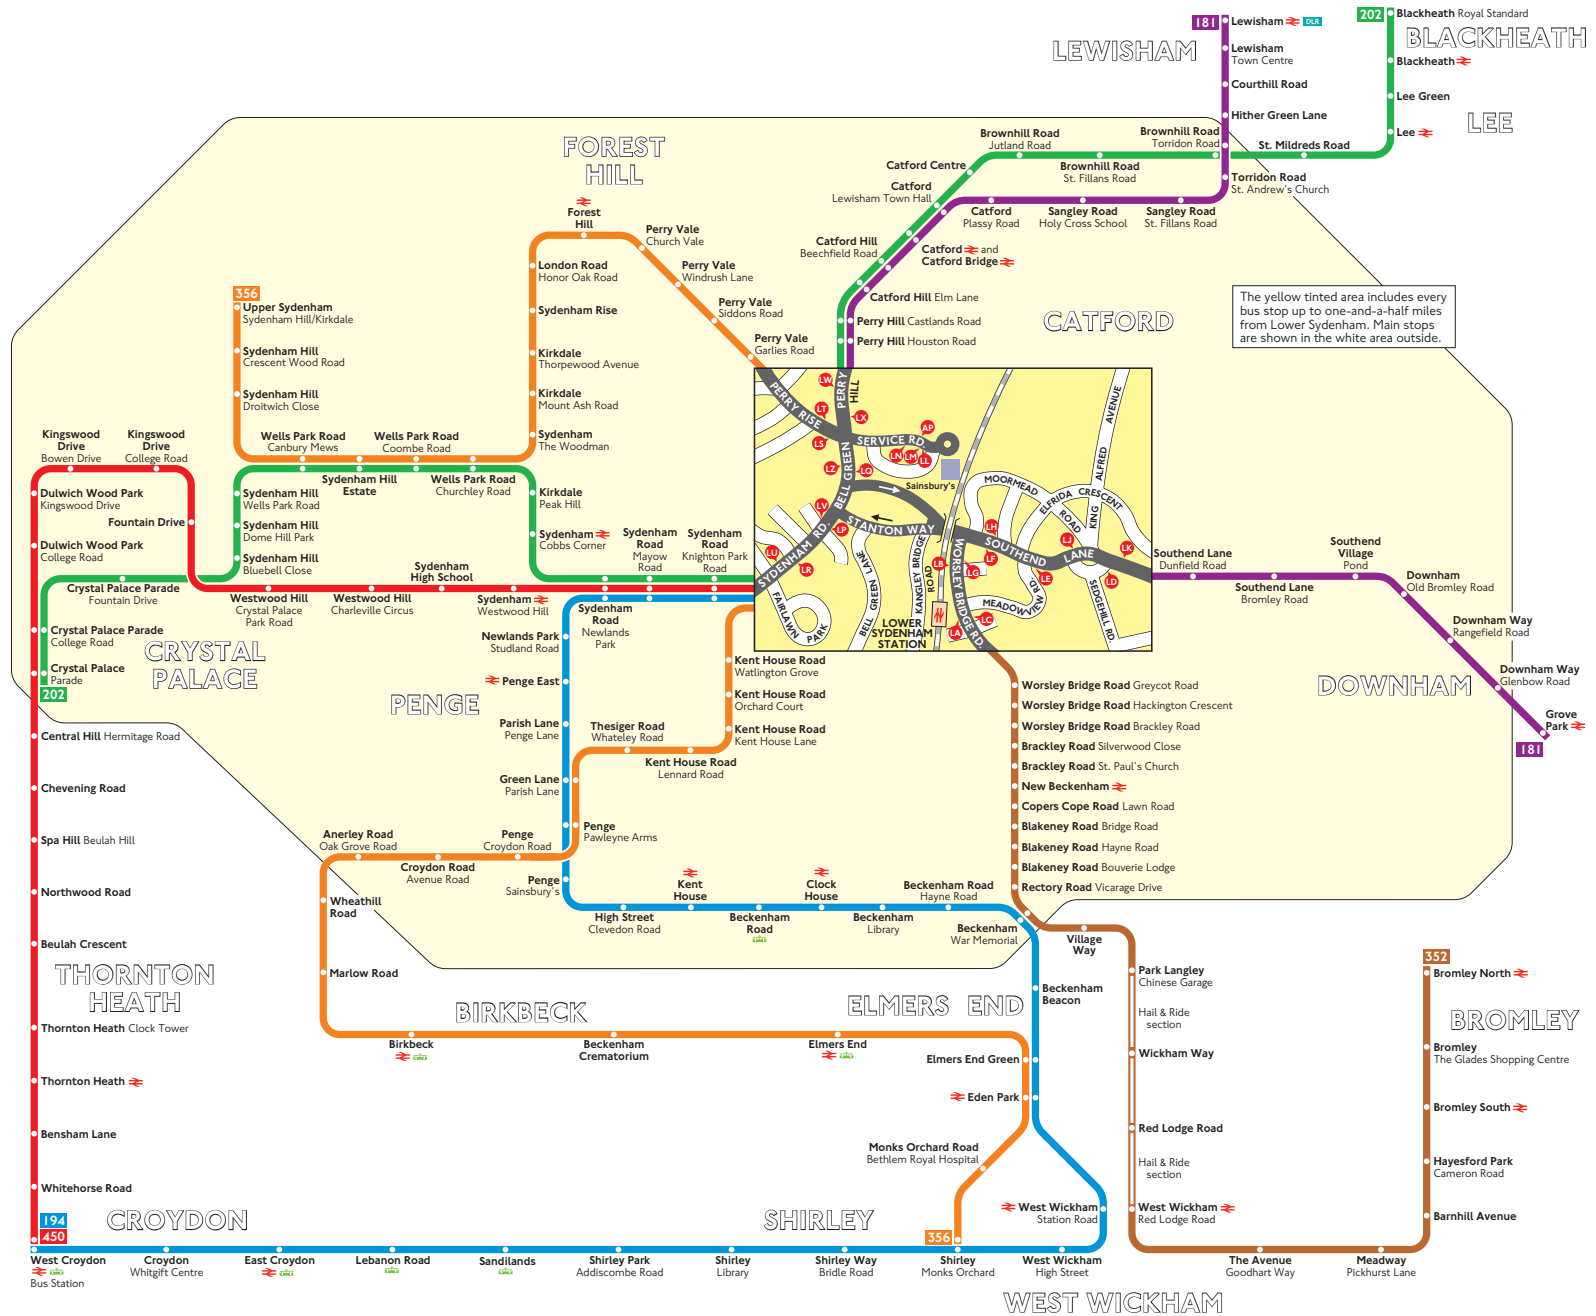 181
Lewisham
DLR
Lewisham
Town Centre
Courthill Road
Hither Green Lane
LEWISHAM
202
Blackheath Royal Standard
BLACKHEATH
Blackheath
Lee Green
LEE
Lee
St. Mildreds Road
Brownhill Road
Torridon Road
Torridon Road
St. Andrew's Church
Brownhill Road
St. Fillans Road
Brownhill Road
Jutland Road
Catford Centre
Catford
Lewisham Town Hall
Catford
Plassy Road
Sangley Road
Holy Cross School
Sangley Road
St. Fillans Road
Catford Hill
Beechfield Road
Catford and
Catford Bridge
Catford Hill Elm Lane
Perry Hill Castlands Road
Perry Hill Houston Road
CATFORD
The yellow tinted area includes every
bus stop up to one-and-a-half miles
from Lower Sydenham. Main stops
are shown in the white area outside.
FOREST
HILL
Forest
Hill
Perry Vale
Church Vale
Perry Vale
Windrush Lane
Perry Vale
Siddons Road
Perry Vale
Garlies Road
London Road
Honor Oak Road
Sydenham Rise
Kirkdale
Thorpewood Avenue
Kirkdale
Mount Ash Road
Sydenham
The Woodman
356
Upper Sydenham
Sydenham Hill/Kirkdale
Sydenham Hill
Crescent Wood Road
Sydenham Hill
Droitwich Close
Wells Park Road
Canbury Mews
Wells Park Road
Coombe Road
Sydenham Hill
Estate
Wells Park Road
Churchley Road
Kirkdale
Peak Hill
Sydenham
Cobbs Corner
Sydenham
Road
Mayow
Road
Sydenham
Road
Knighton Park
Road
Kingswood
Drive
Bowen Drive
Kingswood
Drive
College Road
Dulwich Wood Park
Kingswood Drive
Fountain Drive
Dulwich Wood Park
College Road
Sydenham Hill
Wells Park Road
Sydenham Hill
Dome Hill Park
Sydenham Hill
Bluebell Close
Crystal Palace Parade
Fountain Drive
Westwood Hill
Crystal Palace
Park Road
Westwood Hill
Charleville Circus
Sydenham
High School
Sydenham
Westwood Hill
Sydenham
Road
Newlands
Park
Crystal Palace Parade
College Road
Crystal Palace
Parade
202
CRYSTAL
PALACE
PENGE
Newlands Park
Studland Road
Penge East
Parish Lane
Penge Lane
Green Lane
Parish Lane
Penge
Pawleyne Arms
Thesiger Road
Whateley Road
Kent House Road
Lennard Road
Kent House Road
Watlington Grove
Kent House Road
Orchard Court
Kent House Road
Kent House Lane
LW
PERRY
HILL
LT
LX
PERRY RISE
LS
SERVICE RD.
AP
LN
LM
LL
LZ
LQ
BELL GREEN
Sainsbury's
LV
LP
STANTON WAY
SYDENHAM RD.
LU
LR
FAIRLAWN
PARK
BELL GREEN
LANE
KANGLEY BRIDGE
ROAD
LOWER
SYDENHAM
STATION
LB
LA
LC
LG
LF
LH
WORSLEY BRIDGE RD.
MOORMEAD
ROAD
ELFRIDA CRESCENT
KING ALFRED AVENUE
SOUTHEND LANE
LJ
LK
LE
LD
MEADOWVIEW RD.
SEDGEHILL RD.
Southend Lane
Dunfield Road
Southend Lane
Bromley Road
Southend
Village
Pond
Downham
Old Bromley Road
Downham Way
Rangefield Road
Downham Way
Glenbow Road
DOWNHAM
Grove
Park
181
Worsley Bridge Road Greycot Road
Worsley Bridge Road Hackington Crescent
Worsley Bridge Road Brackley Road
Brackley Road Silverwood Close
Brackley Road St. Paul's Church
New Beckenham
Copers Cope Road Lawn Road
Blakeney Road Bridge Road
Blakeney Road Hayne Road
Blakeney Road Bouverie Lodge
Rectory Road Vicarage Drive
Central Hill Hermitage Road
Chevening Road
Spa Hill Beulah Hill
Northwood Road
Beulah Crescent
THORNTON
HEATH
Thornton Heath Clock Tower
Thornton Heath
Bensham Lane
Whitehorse Road
Anerley Road
Oak Grove Road
Croydon Road
Avenue Road
Penge
Croydon Road
Penge
Sainsbury's
Wheathill
Road
Marlow Road
High Street
Clevedon Road
Kent
House
Beckenham
Road
Clock
House
Beckenham
Library
Beckenham Road
Hayne Road
Beckenham
War Memorial
Village
Way
Beckenham
Beacon
BIRKBECK
ELMERS END
Birkbeck
Beckenham
Crematorium
Elmers End
Elmers End Green
Eden Park
Monks Orchard Road
Bethlem Royal Hospital
Park Langley
Chinese Garage
Hail & Ride
section
Wickham Way
Red Lodge Road
Hail & Ride
section
West Wickham
Station Road
West Wickham
Red Lodge Road
352
Bromley North
BROMLEY
Bromley
The Glades Shopping Centre
Bromley South
Hayesford Park
Cameron Road
Barnhill Avenue
194
450
CROYDON
SHIRLEY
356
West Croydon
Bus Station
Croydon
Whitgift Centre
East Croydon
Lebanon Road
Sandilands
Shirley Park
Addiscombe Road
Shirley
Library
Shirley Way
Bridle Road
Shirley
Monks Orchard
West Wickham
High Street
The Avenue
Goodhart Way
Meadway
Pickhurst Lane
WEST WICKHAM